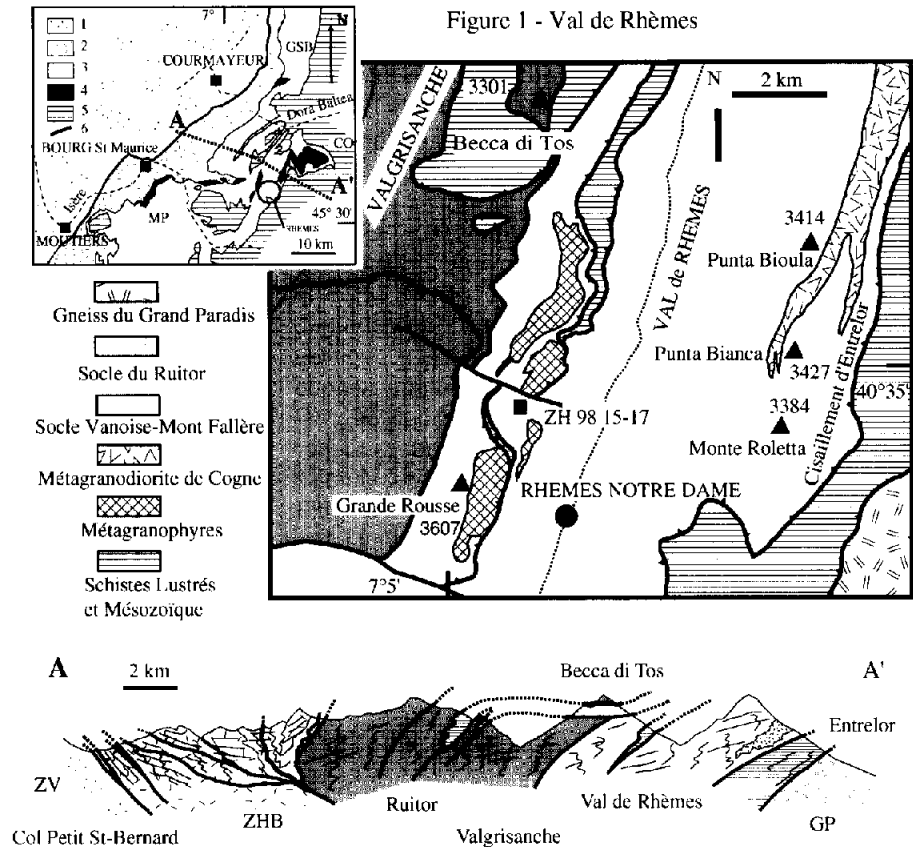 Figure 1 - Val de Rhèmes
1
2
3
4
5
6
7°
N
GSB
COURMAYEUR
Dora Baltea
A
BOURG St Maurice
CO
A'
Isère
MP
45° 30'
RHEMES
MOUTIERS
10 km
Gneiss du Grand Paradis
Socle du Ruitor
Socle Vanoise-Mont Fallère
Métagranodiorite de Cogne
Métagranophyres
Schistes Lustrés
et Mésozoïque
3301
N
2 km
VALGRISANCHE
Becca di Tos
VAL de RHEMES
3414
Punta Bioula
Punta Bianca
3427
Cisaillement d'Entrelor
40°35'
ZH 98 15-17
3384
Monte Roletta
Grande Rousse
3607
RHEMES NOTRE DAME
7°5'
A
2 km
Becca di Tos
A'
Entrelor
ZV
Ruitor
Val de Rhèmes
ZHB
GP
Col Petit St-Bernard
Valgrisanche